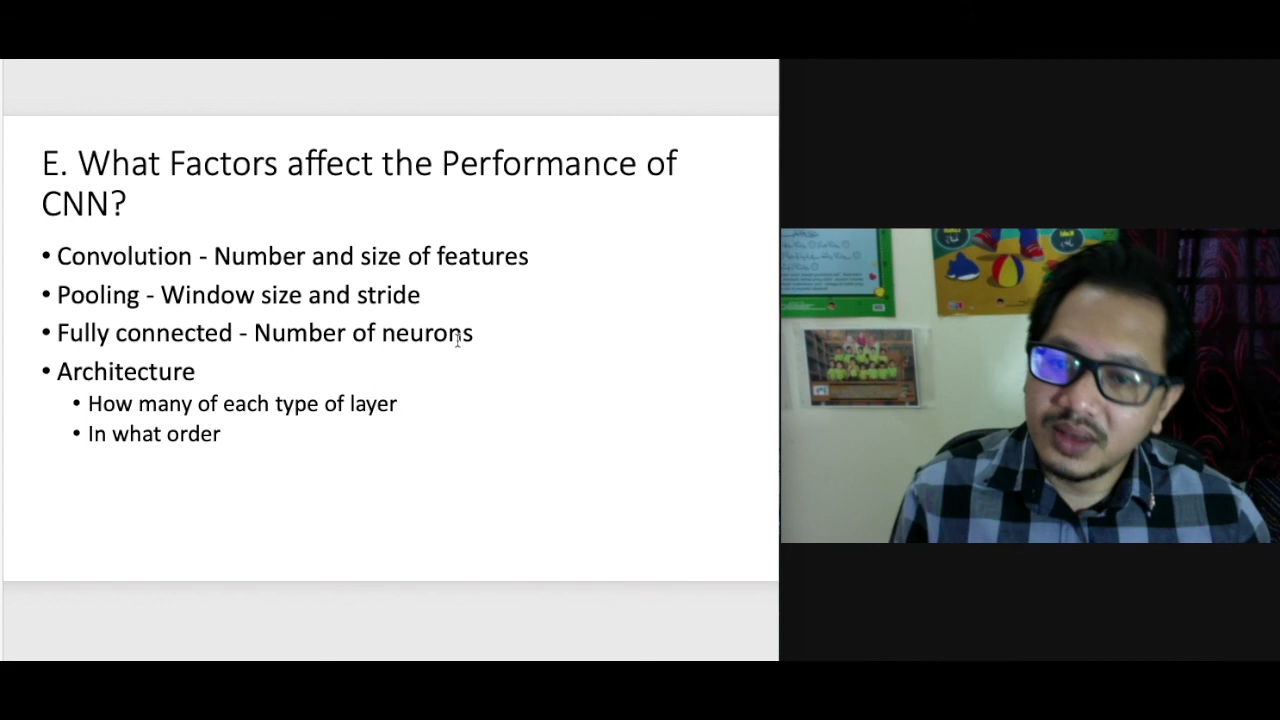 E. What Factors affect the Performance of
CNN?
• Convolution - Number and size of features
• Pooling - Window size and stride
• Fully connected - Number of neurons
• Architecture
• How many of each type of layer
• In what order